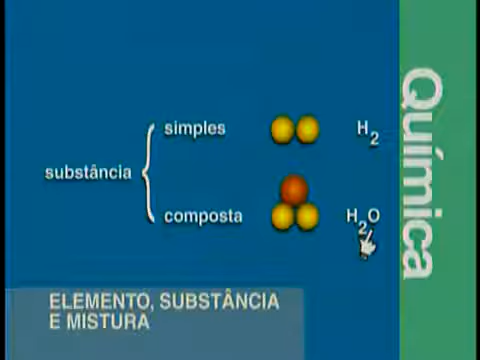 Química
simples
H2
substância
composta
H2O
ELEMENTO, SUBSTÂNCIA
E MISTURA